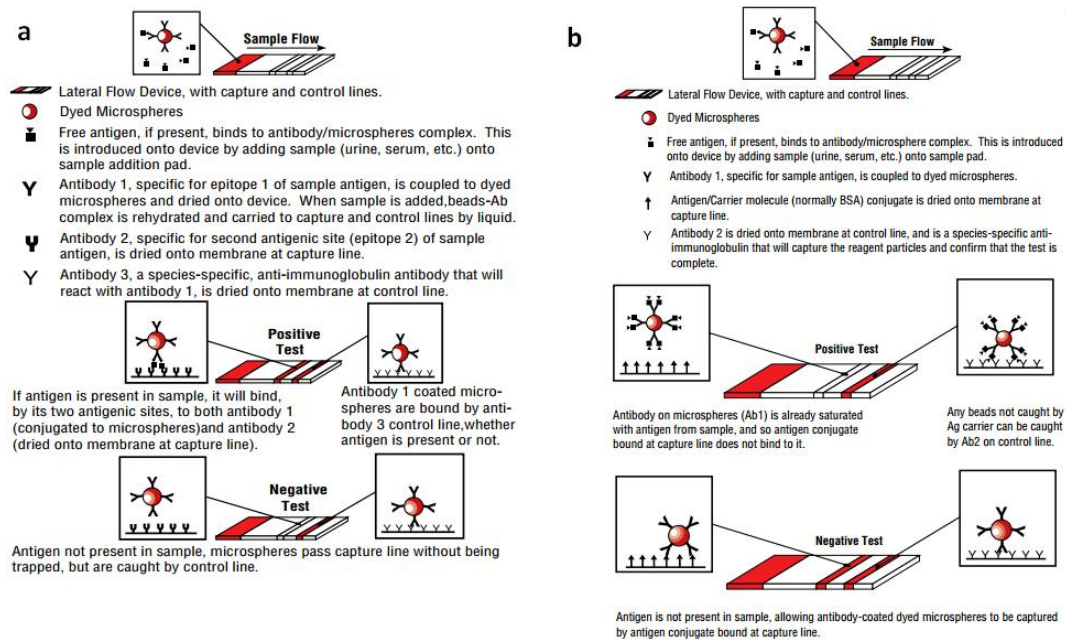 a
Sample Flow
Lateral Flow Device, with capture and control lines.
Dyed Microspheres
Free antigen, if present, binds to antibody/microspheres complex. This
is introduced onto device by adding sample (urine, serum, etc.) onto
sample addition pad.
Antibody 1, specific for epitope 1 of sample antigen, is coupled to dyed
microspheres and dried onto device. When sample is added,beads-Ab
complex is rehydrated and carried to capture and control lines by liquid.
Antibody 2, specific for second antigenic site (epitope 2) of sample
antigen, is dried onto membrane at capture line.
Antibody 3, a species-specific, anti-immunoglobulin antibody that will
react with antibody 1, is dried onto membrane at control line.
Positive
Test
If antigen is present in sample, it will bind,
by its two antigenic sites, to both antibody 1
(conjugated to microspheres)and antibody 2
(dried onto membrane at capture line).
Antibody 1 coated micro-
spheres are bound by anti-
body 3 control line,whether
antigen is present or not.
Negative
Test
Antigen not present in sample, microspheres pass capture line without being
trapped, but are caught by control line.
b
Sample Flow
Lateral Flow Device, with capture and control lines.
Dyed Microspheres
Free antigen, if present, binds to antibody/microsphere complex. This is introduced
onto device by adding sample (urine, serum, etc.) onto sample pad.
Antibody 1, specific for sample antigen, is coupled to dyed microspheres.
Antigen/Carrier molecule (normally BSA) conjugate is dried onto membrane at
capture line.
Antibody 2 is dried onto membrane at control line, and is a species-specific anti-
immunoglobulin that will capture the reagent particles and confirm that the test is
complete.
Positive Test
Antibody on microspheres (Ab1) is already saturated
with antigen from sample, and so antigen conjugate
bound at capture line does not bind to it.
Any beads not caught by
Ag carrier can be caught
by Ab2 on control line.
Negative Test
Antigen is not present in sample, allowing antibody-coated dyed microspheres to be captured
by antigen conjugate bound at capture line.